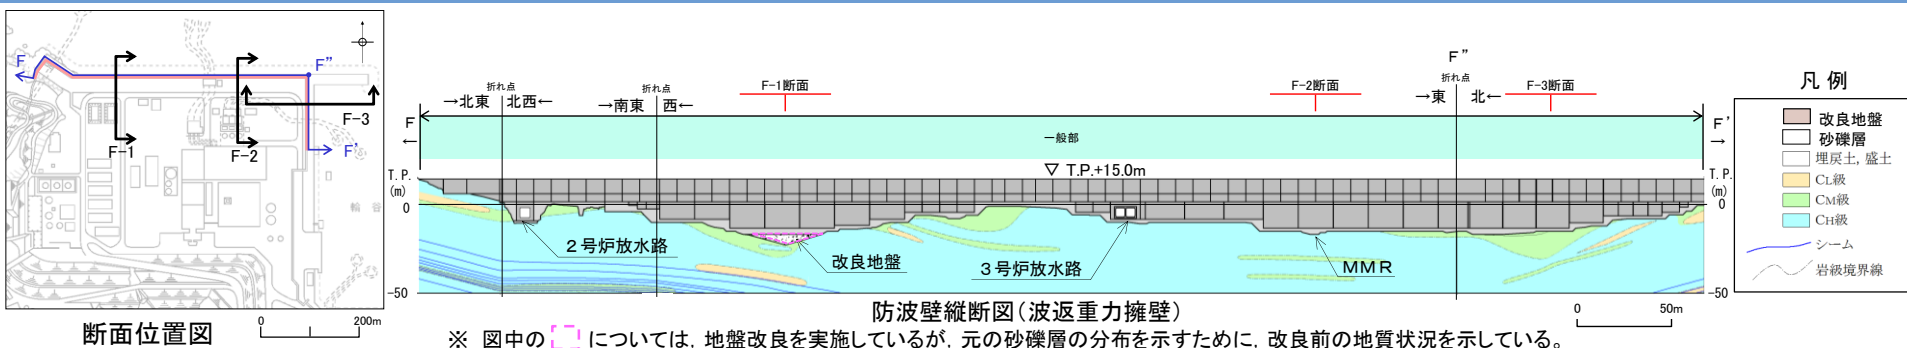 F
F"
F-1
F-2
F-3
F'
輪谷
断面位置図
0 200m
F"
折れ点
→北東 北西←
折れ点
→南東 西←
F-1断面
F-2断面
折れ点
→東 北←
F-3断面
F
←
F'
→
一般部
▽ T.P.+15.0m
T.P.
(m)
0
-50
T.P.
(m)
0
-50
2号炉放水路
改良地盤
3号炉放水路
MMR
防波壁縦断図(波返重力擁壁)
0 50m
※ 図中の については,地盤改良を実施しているが,元の砂礫層の分布を示すために,改良前の地質状況を示している。
凡例
改良地盤
砂礫層
埋戻土,盛土
CL級
CM級
CH級
シーム
岩級境界線